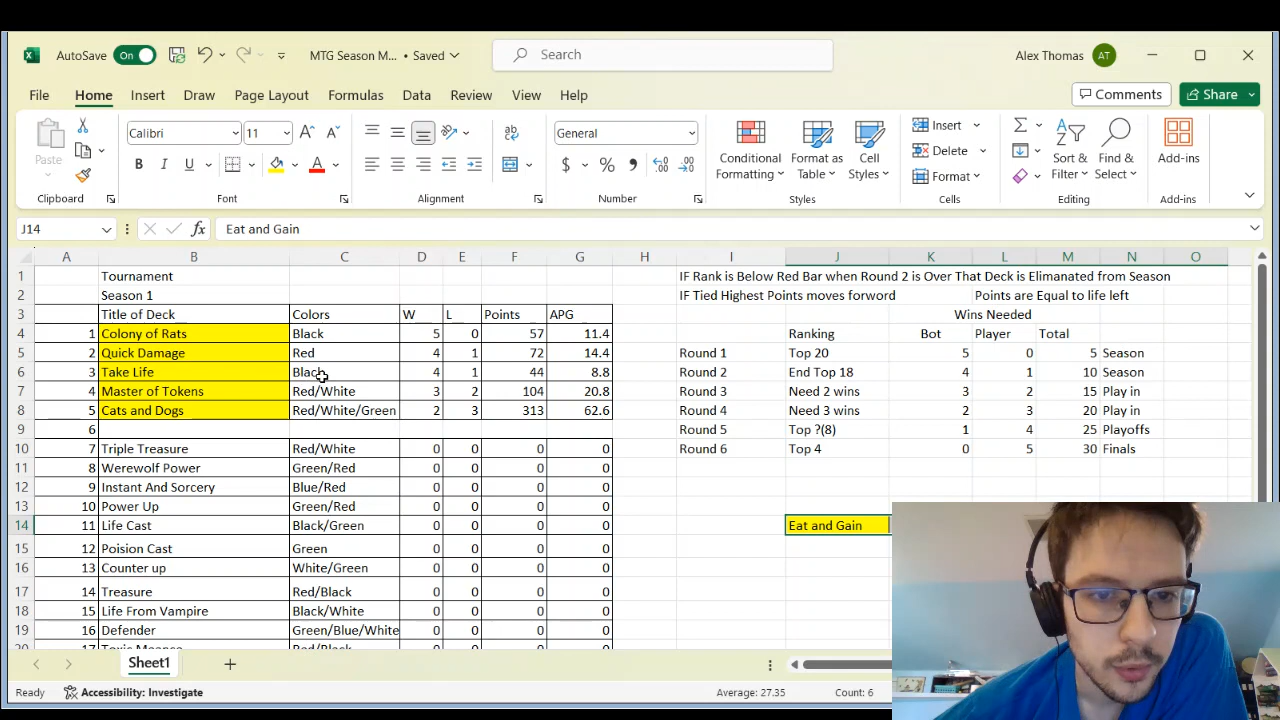 AutoSave On MTG Season M... • Saved Search Alex Thomas AT
File Home Insert Draw Page Layout Formulas Data Review View Help Comments Share
Paste Calibri 11 General Conditional Formatting Format as Table Cell Styles Insert Delete Format Sort & Filter Find & Select Add-ins
Clipboard Font Alignment Number Styles Cells Editing Add-ins
J14 fx Eat and Gain
A B C D E F G H I J K L M N O
1 Tournament IF Rank is Below Red Bar when Round 2 is Over That Deck is Elimanated from Season
2 Season 1 IF Tied Highest Points moves forword Points are Equal to life left
3 Title of Deck Colors W L Points APG Wins Needed
4 1 Colony of Rats Black 5 0 57 11.4 Ranking Bot Player Total
5 2 Quick Damage Red 4 1 72 14.4 Round 1 Top 20 5 0 5 Season
6 3 Take Life Black 4 1 44 8.8 Round 2 End Top 18 4 1 10 Season
7 4 Master of Tokens Red/White 3 2 104 20.8 Round 3 Need 2 wins 3 2 15 Play in
8 5 Cats and Dogs Red/White/Green 2 3 313 62.6 Round 4 Need 3 wins 2 3 20 Play in
9 6 Round 5 Top ?(8) 1 4 25 Playoffs
10 7 Triple Treasure Red/White 0 0 0 0 Round 6 Top 4 0 5 30 Finals
11 8 Werewolf Power Green/Red 0 0 0 0
12 9 Instant And Sorcery Blue/Red 0 0 0 0
13 10 Power Up Green/Red 0 0 0 0
14 11 Life Cast Black/Green 0 0 0 0 Eat and Gain
15 12 Poision Cast Green 0 0 0 0
16 13 Counter up White/Green 0 0 0 0
17 14 Treasure Red/Black 0 0 0 0
18 15 Life From Vampire Black/White 0 0 0 0
19 16 Defender Green/Blue/White 0 0 0 0
Sheet1
Ready Accessibility: Investigate Average: 27.35 Count: 6